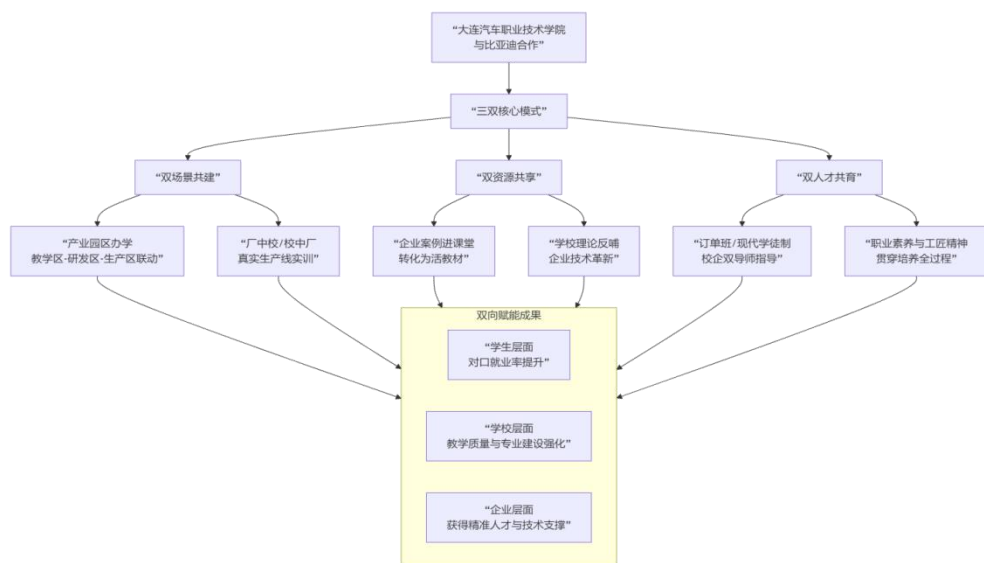 “大连汽车职业技术学院
与比亚迪合作”
“三双核心模式”
“双场景共建”
“双资源共享”
“双人才共育”
“产业园区办学
教学区-研发区-生产区联动”
“厂中校/校中厂
真实生产线实训”
“企业案例进课堂
转化为活教材”
“学校理论反哺
企业技术革新”
“订单班/现代学徒制
校企双导师指导”
“职业素养与工匠精神
贯穿培养全过程”
双向赋能成果
“学生层面
对口就业率提升”
“学校层面
教学质量与专业建设强化”
“企业层面
获得精准人才与技术支撑”